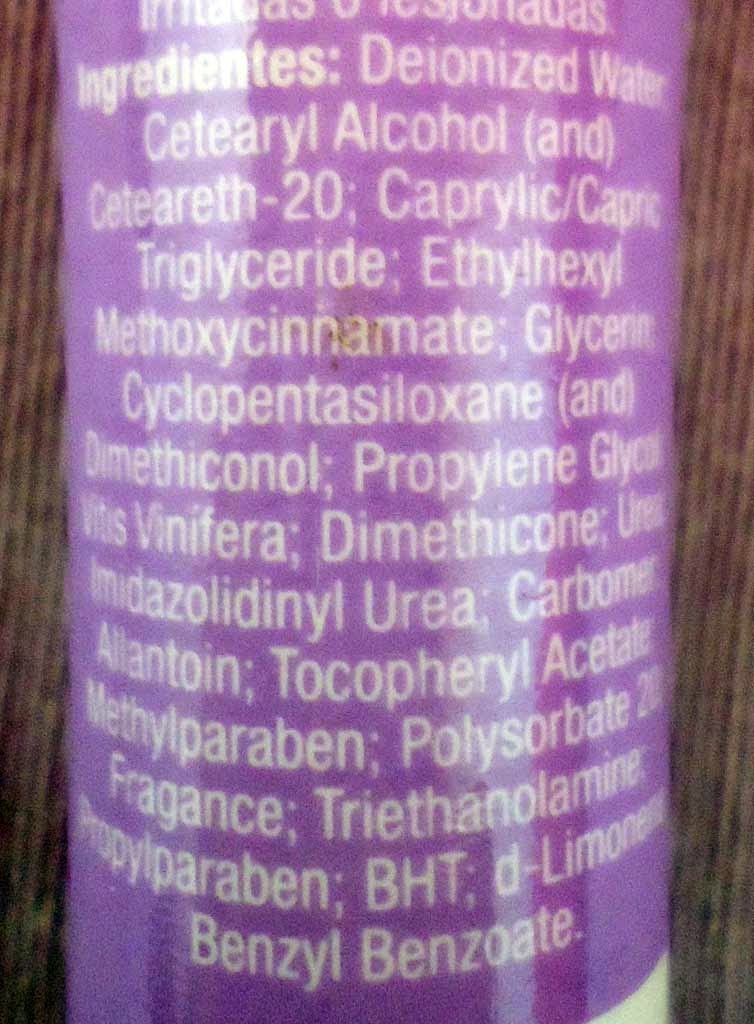 irritadas o lesionadas.
Ingredientes: Deionized Water
Cetearyl Alcohol (and)
Ceteareth-20; Caprylic/Capric
Triglyceride; Ethylhexyl
Methoxycinnamate; Glycerin;
Cyclopentasiloxane (and)
Dimethiconol; Propylene Glycol
Vitis Vinifera; Dimethicone; Urea;
Imidazolidinyl Urea; Carbomer;
Allantoin; Tocopheryl Acetate
Methylparaben; Polysorbate 20;
Fragance; Triethanolamine;
Propylparaben; BHT; d-Limonene
Benzyl Benzoate.